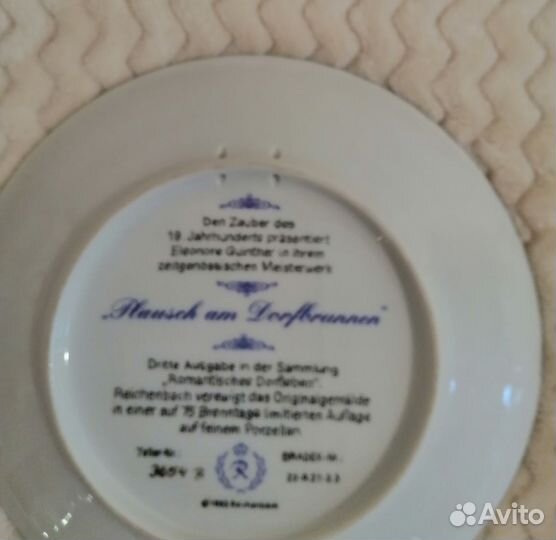 Den Zauber des
19. Jahrhunderts präsentiert
Eleonore Günther in ihrem
zeitgenössischen Meisterwerk
„Plausch am Dorfbrunnen"
Dritte Ausgabe in der Sammlung
„Romantisches Dorfleben".
Reichenbach verewigt das Originalgemälde
in einer auf 75 Brenntage limitierten Auflage
auf feinem Porzellan.
Teller-Nr.: BRADEX-Nr.:
R
Avito